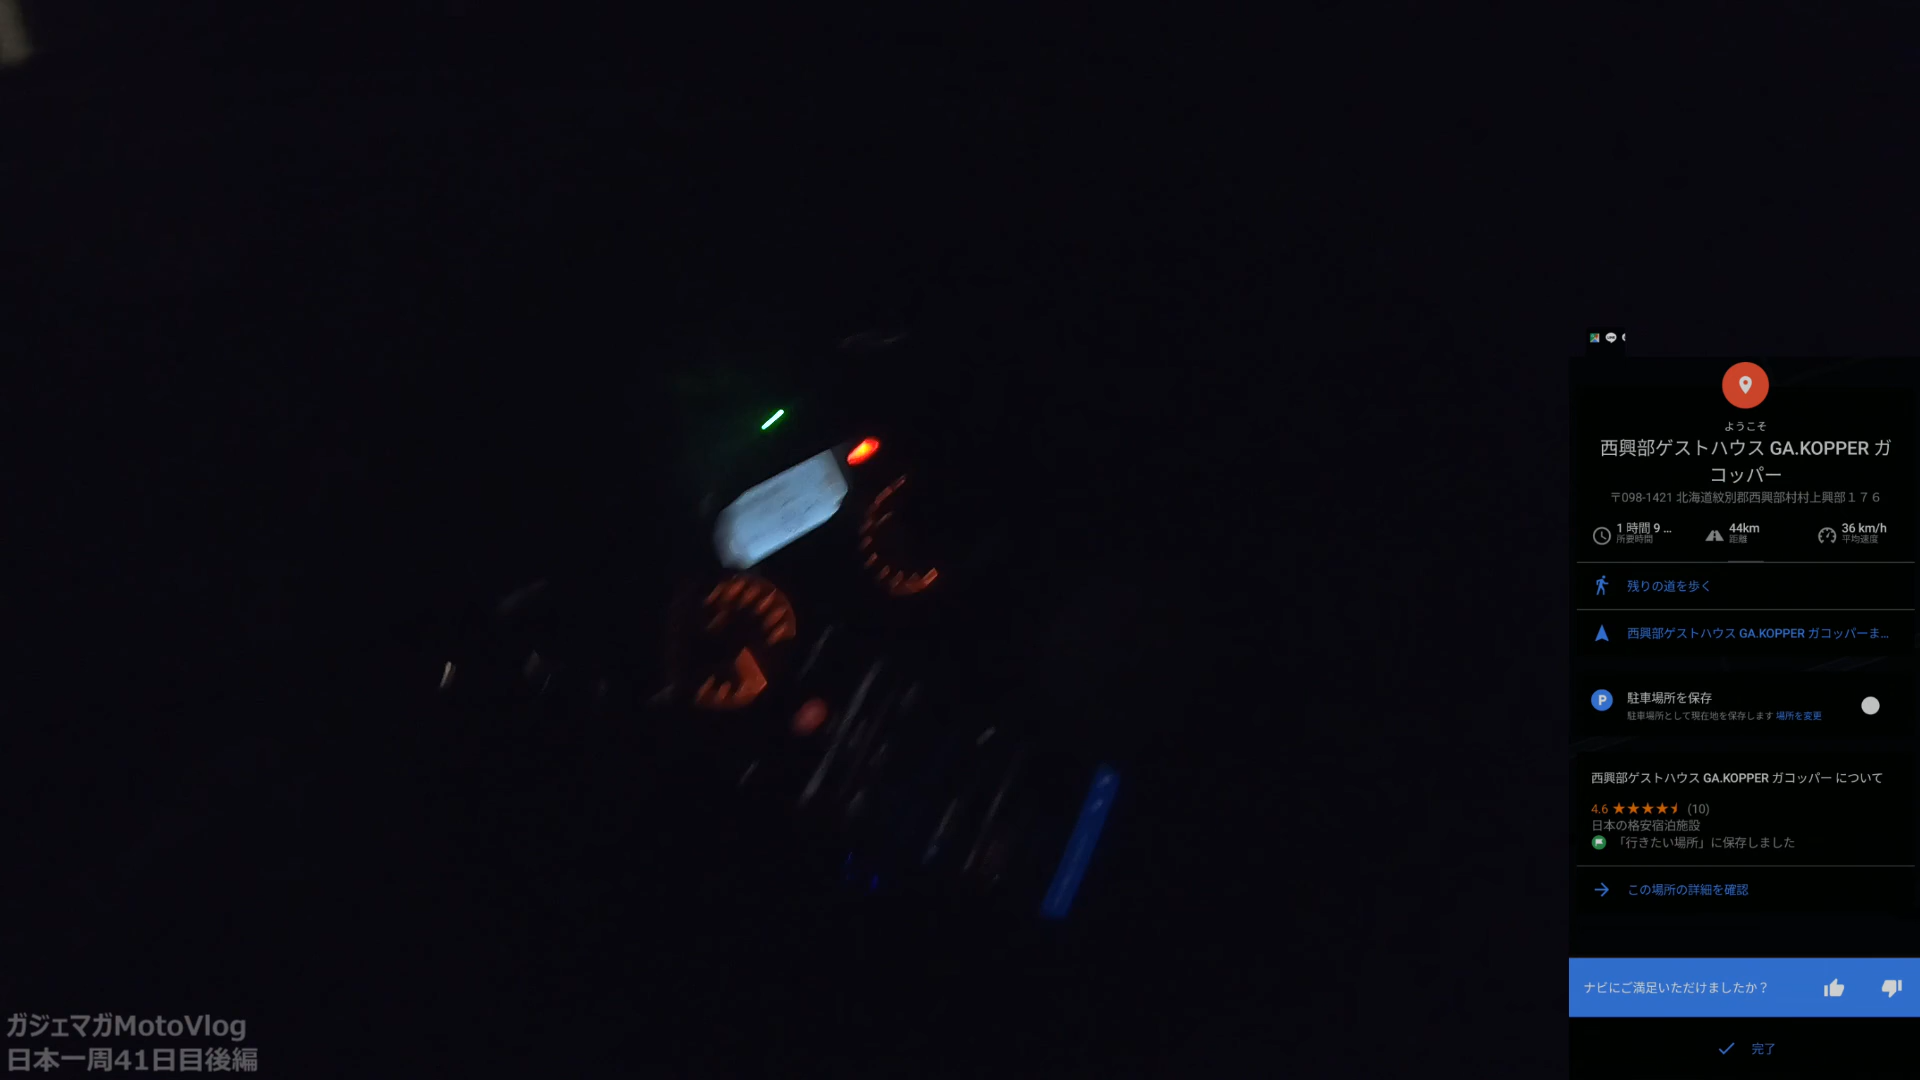 ようこそ
西興部ゲストハウス GA.KOPPER ガ
コッパー
〒098-1421 北海道紋別郡西興部村村上興部１７６
1 時間 9 ...
所要時間
44km
距離
36 km/h
平均速度
残りの道を歩く
西興部ゲストハウス GA.KOPPER ガコッパーま...
P
駐車場所を保存
駐車場所として現在地を保存します 場所を変更
西興部ゲストハウス GA.KOPPER ガコッパー について
4.6 (10)
日本の格安宿泊施設
「行きたい場所」に保存しました
この場所の詳細を確認
ナビにご満足いただけましたか？
完了
ガジェマガMotoVlog
日本一周41日目後編